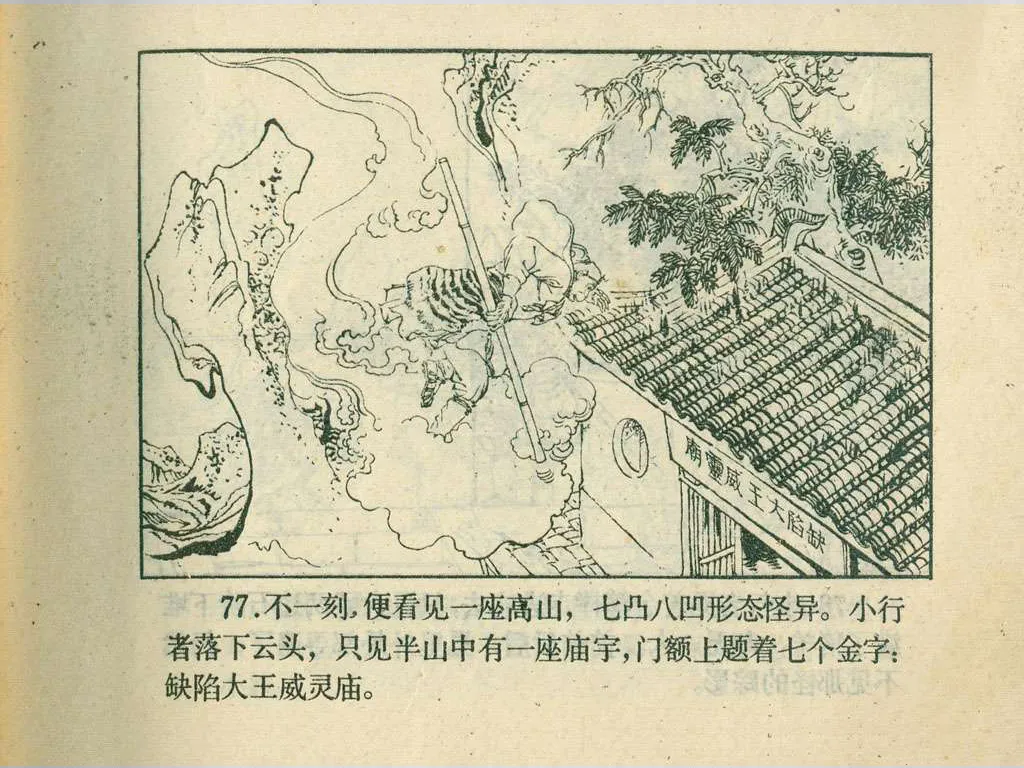 缺陷大王威靈廟
77.不一刻,便看见一座高山，七凸八凹形态怪异。小行
者落下云头，只见半山中有一座庙宇,门额上题着七个金字：
缺陷大王威灵庙。